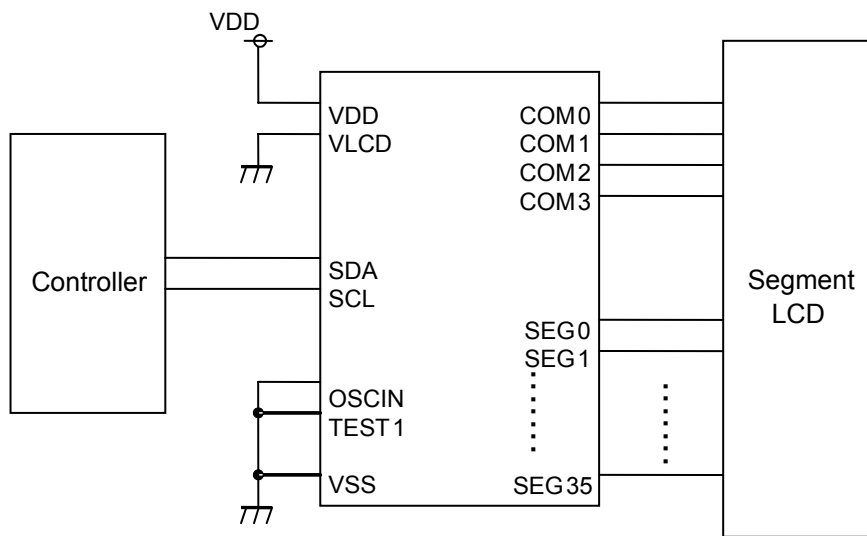 VDD
VDD
VLCD
SDA
SCL
OSCIN
TEST1
VSS
COM0
COM1
COM2
COM3
SEG0
SEG1
SEG35
Controller
Segment
LCD